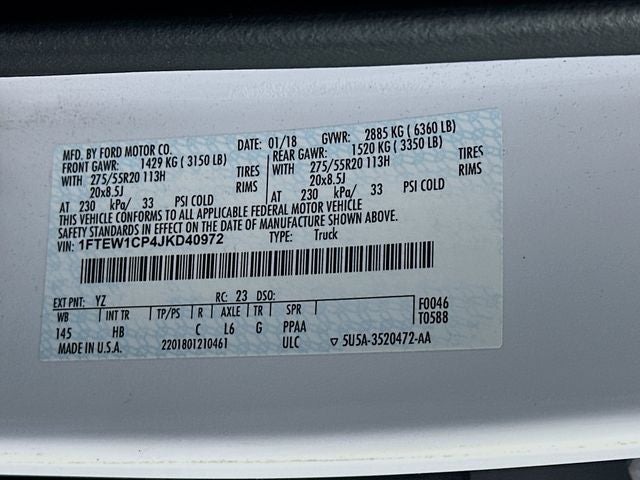 MFD. BY FORD MOTOR CO. DATE: 01/18 GVWR: 2885 KG ( 6360 LB)
FRONT GAWR: 1429 KG ( 3150 LB) REAR GAWR: 1520 KG ( 3350 LB)
WITH 275/55R20 113H TIRES WITH 275/55R20 113H TIRES
20x8.5J RIMS 20x8.5J RIMS
AT 230 kPa/ 33 PSI COLD AT 230 kPa/ 33 PSI COLD
THIS VEHICLE CONFORMS TO ALL APPLICABLE FEDERAL MOTOR VEHICLE
SAFETY STANDARDS IN EFFECT ON THE DATE OF MANUFACTURE SHOWN ABOVE.
VIN: 1FTEW1CP4JKD40972 TYPE: Truck
EXT PNT: YZ RC: 23 DSO:
WB INT TR TP/PS R AXLE TR SPR F0046
145 HB C L6 G PPAA T0588
MADE IN U.S.A. 2201801210461 ULC ▽ 5U5A-3520472-AA